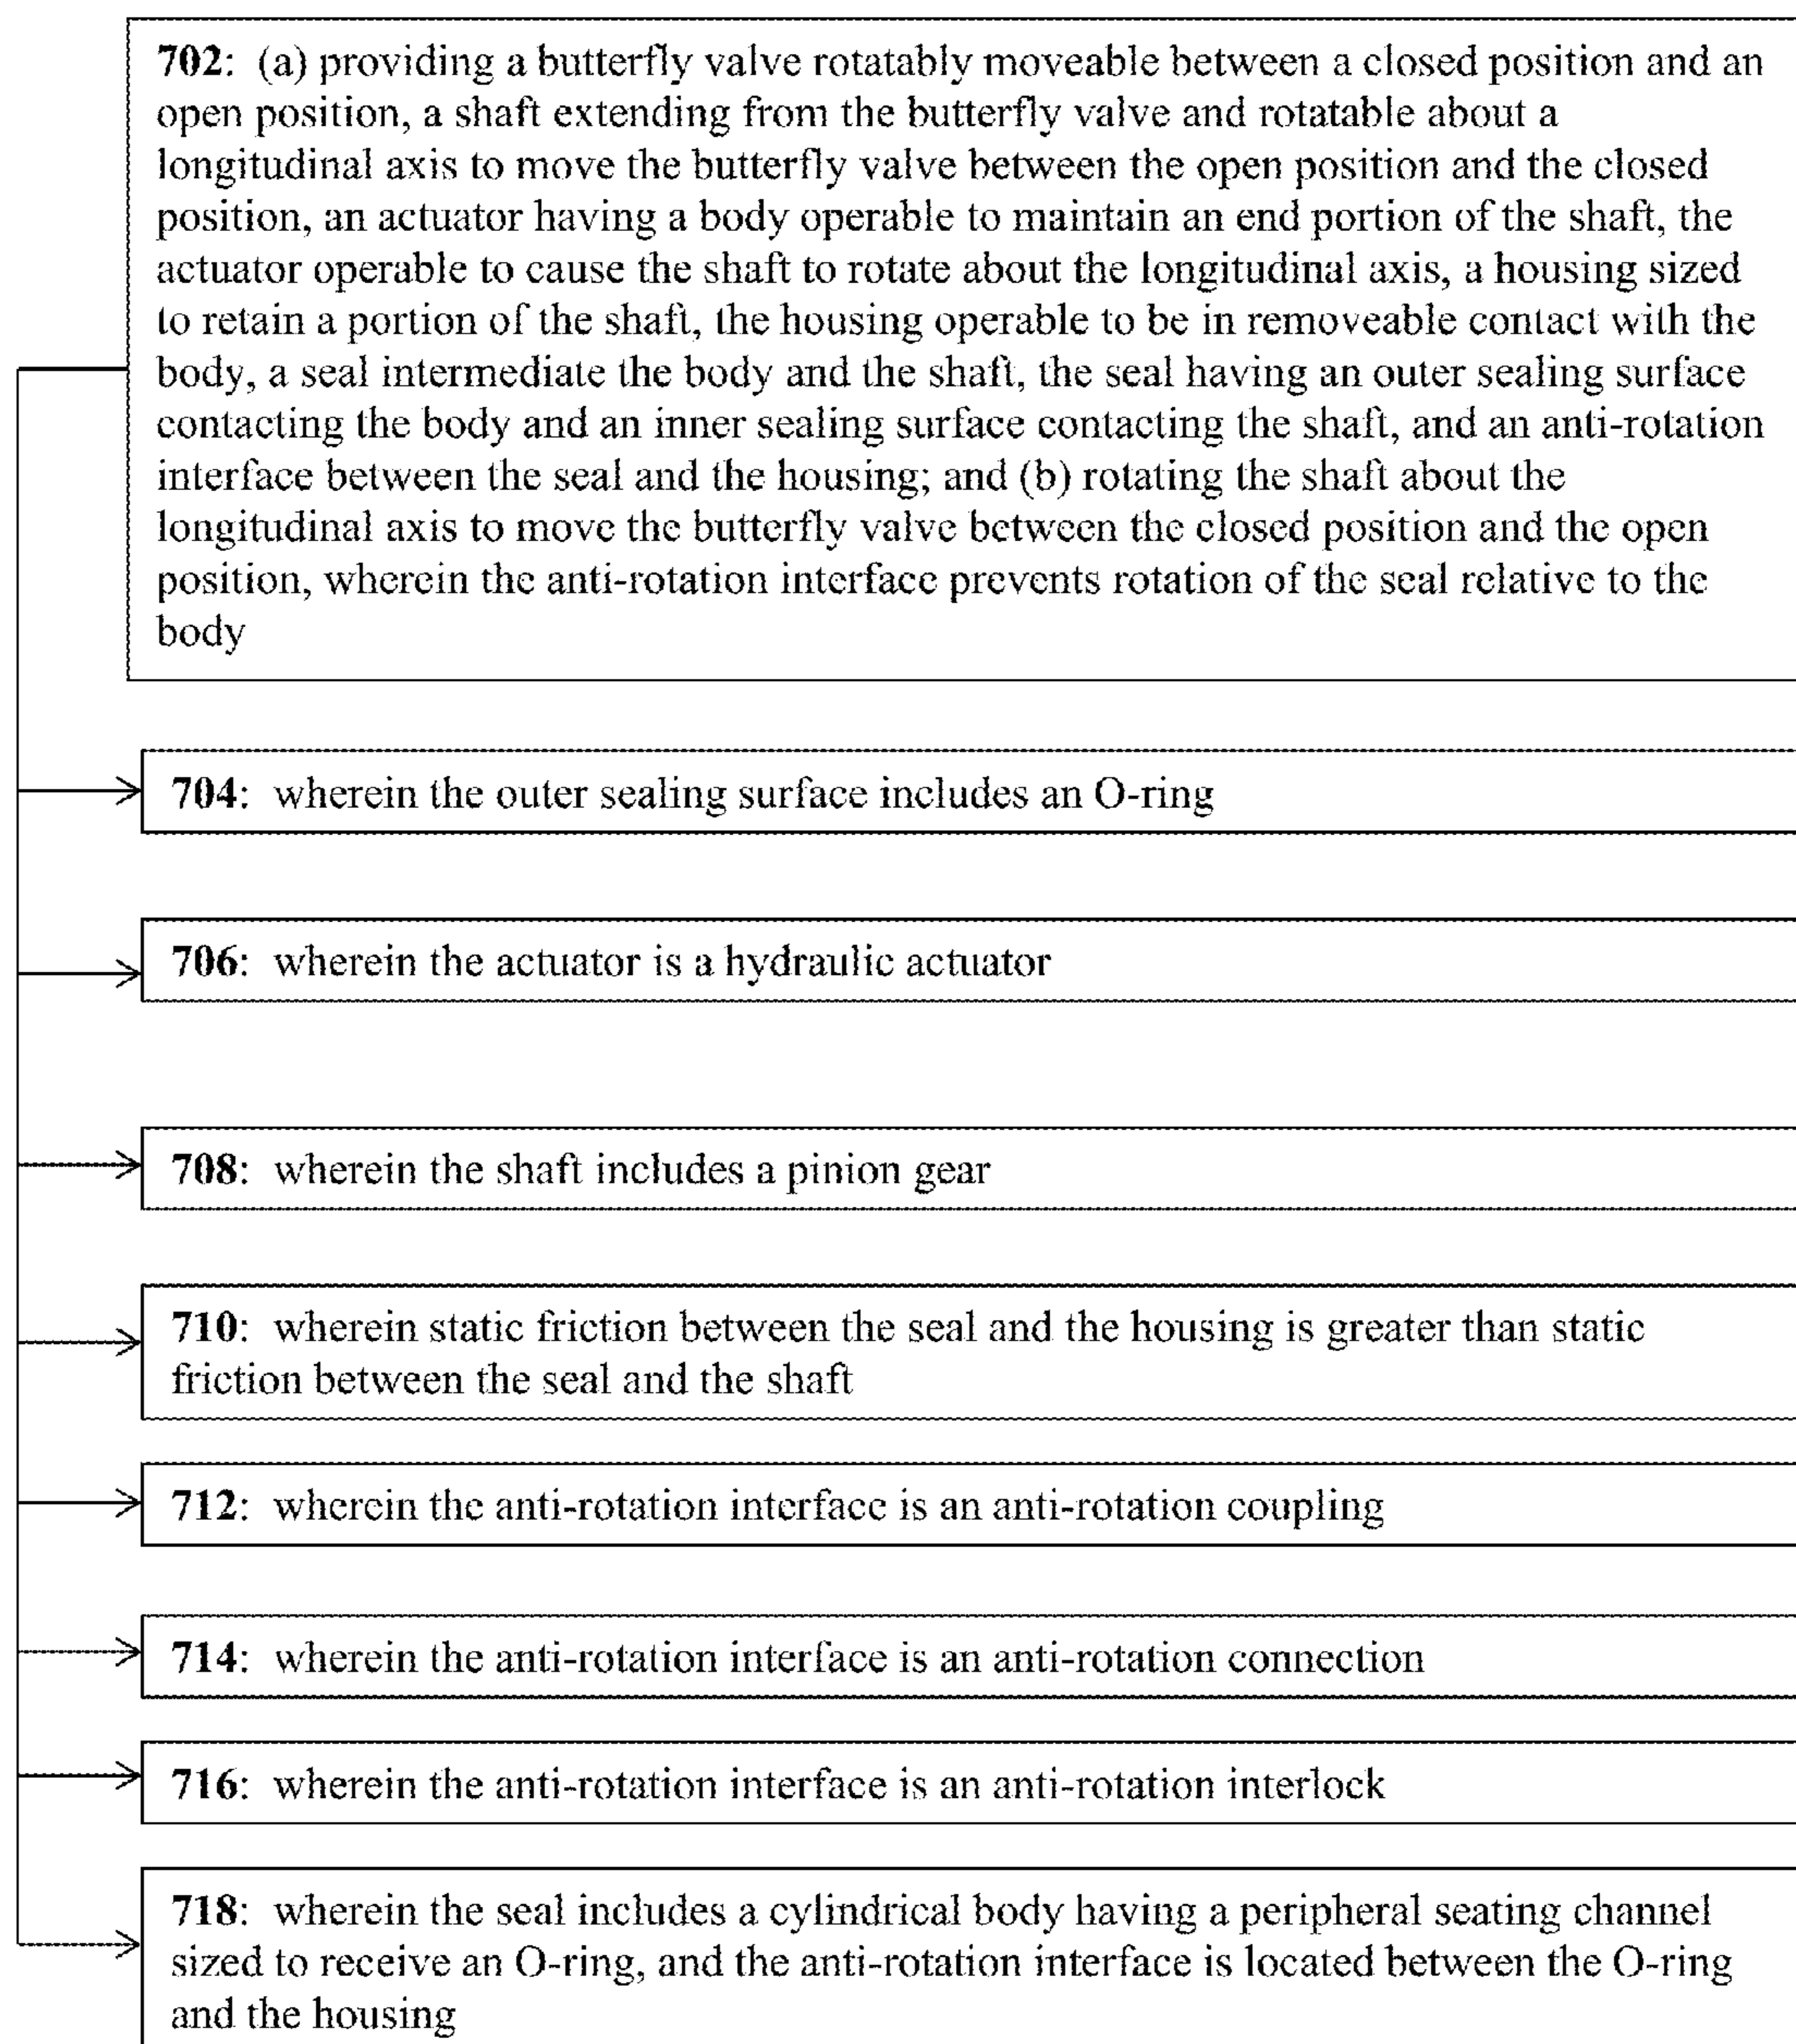 702: (a) providing a butterfly valve rotatably moveable between a closed position and an
open position, a shaft extending from the butterfly valve and rotatable about a
longitudinal axis to move the butterfly valve between the open position and the closed
position, an actuator having a body operable to maintain an end portion of the shaft, the
actuator operable to cause the shaft to rotate about the longitudinal axis, a housing sized
to retain a portion of the shaft, the housing operable to be in removeable contact with the
body, a seal intermediate the body and the shaft, the seal having an outer sealing surface
contacting the body and an inner sealing surface contacting the shaft, and an anti-rotation
interface between the seal and the housing; and (b) rotating the shaft about the
longitudinal axis to move the butterfly valve between the closed position and the open
position, wherein the anti-rotation interface prevents rotation of the seal relative to the
body
704: wherein the outer sealing surface includes an O-ring
706: wherein the actuator is a hydraulic actuator
708: wherein the shaft includes a pinion gear
710: wherein static friction between the seal and the housing is greater than static
friction between the seal and the shaft
712: wherein the anti-rotation interface is an anti-rotation coupling
714: wherein the anti-rotation interface is an anti-rotation connection
716: wherein the anti-rotation interface is an anti-rotation interlock
718: wherein the seal includes a cylindrical body having a peripheral seating channel
sized to receive an O-ring, and the anti-rotation interface is located between the O-ring
and the housing